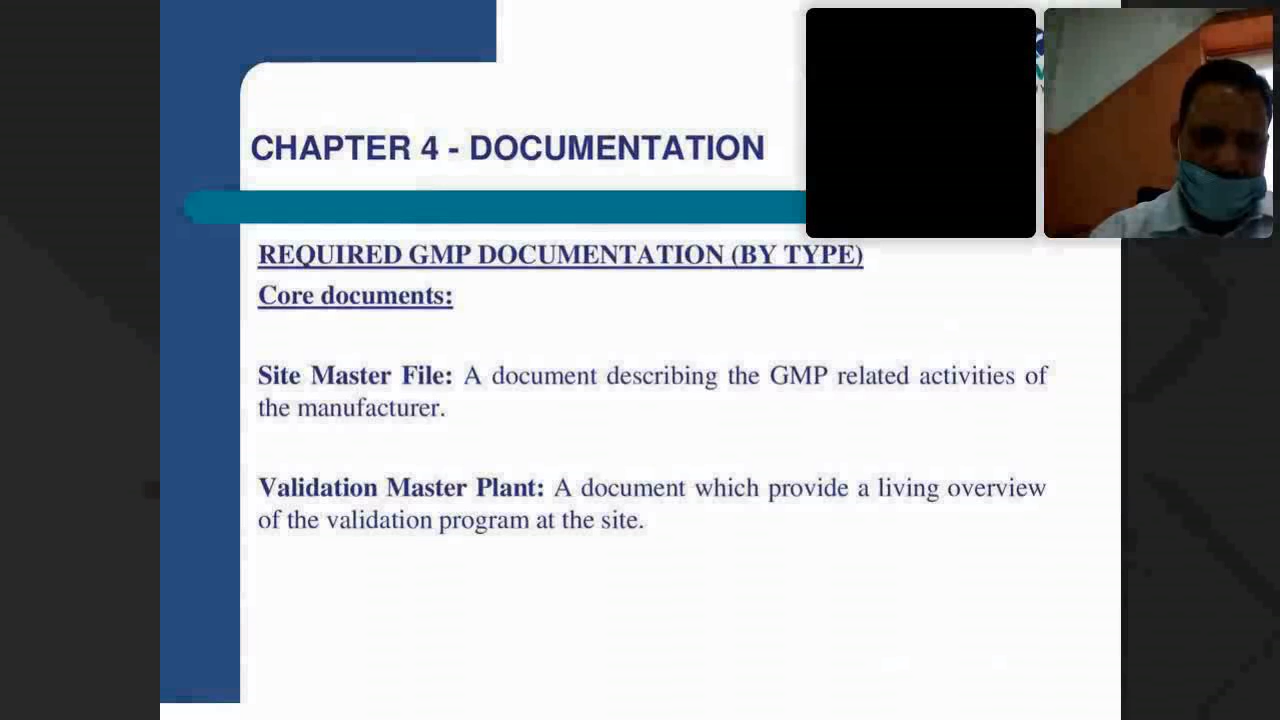 CHAPTER 4 - DOCUMENTATION
REQUIRED GMP DOCUMENTATION (BY TYPE)
Core documents:
Site Master File: A document describing the GMP related activities of
the manufacturer.
Validation Master Plant: A document which provide a living overview
of the validation program at the site.